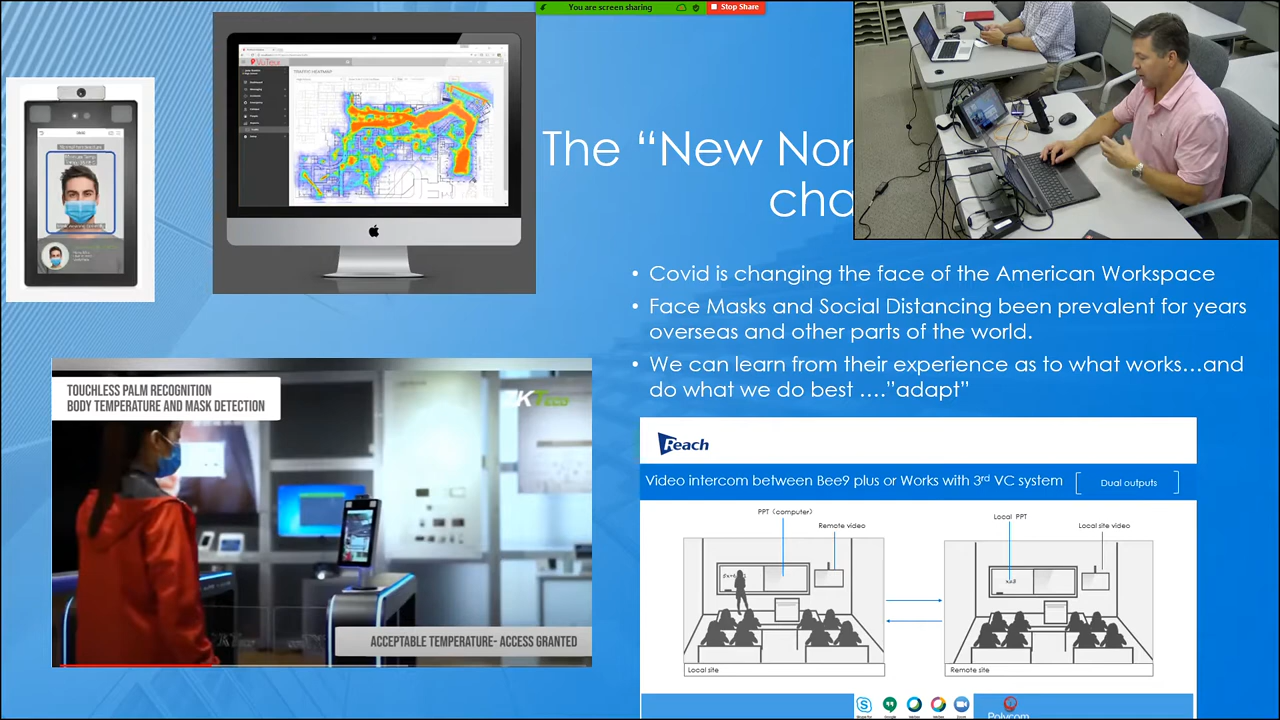 You are screen sharing
Stop Share
TRAFFIC HEATMAP
The “New Nor
cha
• Covid is changing the face of the American Workspace
• Face Masks and Social Distancing been prevalent for years
overseas and other parts of the world.
• We can learn from their experience as to what works…and
do what we do best ….”adapt”
TOUCHLESS PALM RECOGNITION
BODY TEMPERATURE AND MASK DETECTION
ACCEPTABLE TEMPERATURE- ACCESS GRANTED
Reach
Video intercom between Bee9 plus or Works with 3rd VC system
Dual outputs
PPT (computer)
Remote video
Local PPT
Local site video
Local site
Remote site
Polycom